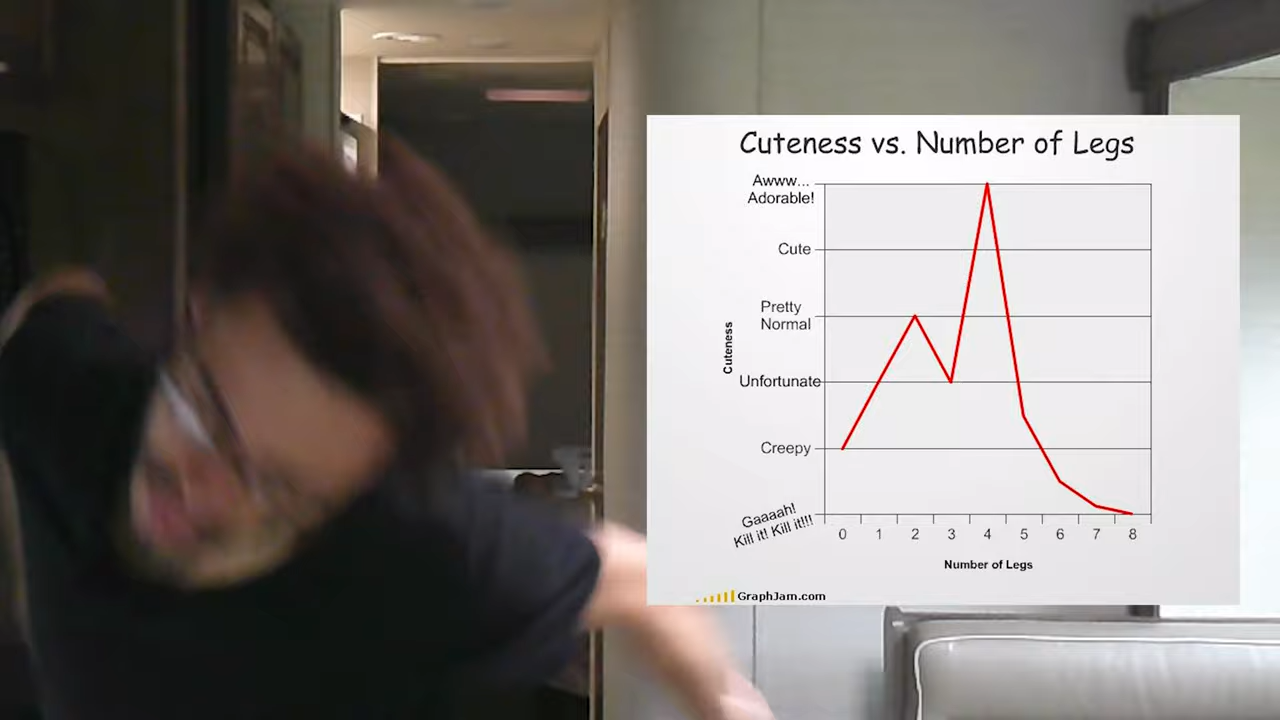 Cuteness vs. Number of Legs
Awww...
Adorable!
Cute
Pretty
Normal
Unfortunate
Creepy
Gaaaah!
Kill it! Kill it!!!
Cuteness
0 1 2 3 4 5 6 7 8
Number of Legs
GraphJam.com